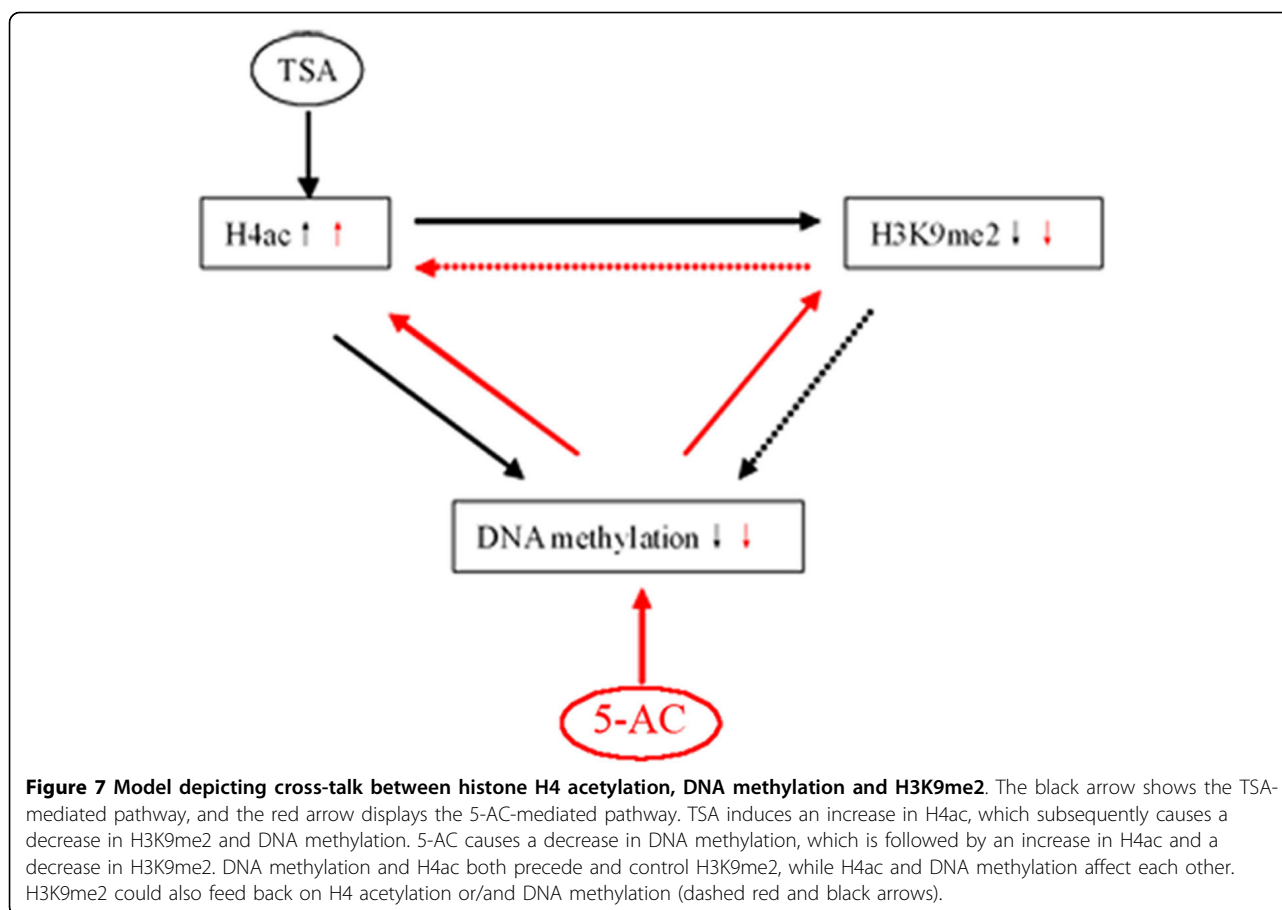 TSA
H4ac ↑ ↑
H3K9me2 ↓ ↓
DNA methylation ↓ ↓
5-AC
Figure 7 Model depicting cross-talk between histone H4 acetylation, DNA methylation and H3K9me2. The black arrow shows the TSA-
mediated pathway, and the red arrow displays the 5-AC-mediated pathway. TSA induces an increase in H4ac, which subsequently causes a
decrease in H3K9me2 and DNA methylation. 5-AC causes a decrease in DNA methylation, which is followed by an increase in H4ac and a
decrease in H3K9me2. DNA methylation and H4ac both precede and control H3K9me2, while H4ac and DNA methylation affect each other.
H3K9me2 could also feed back on H4 acetylation or/and DNA methylation (dashed red and black arrows).